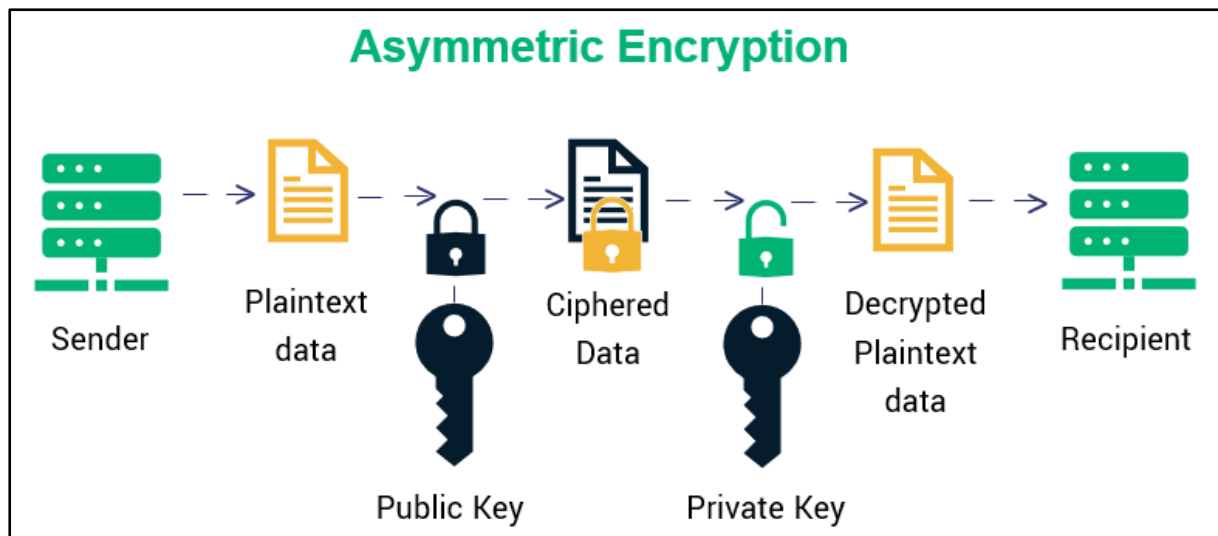 Asymmetric Encryption
Sender
Plaintext
data
Public Key
Ciphered
Data
Private Key
Decrypted
Plaintext
data
Recipient